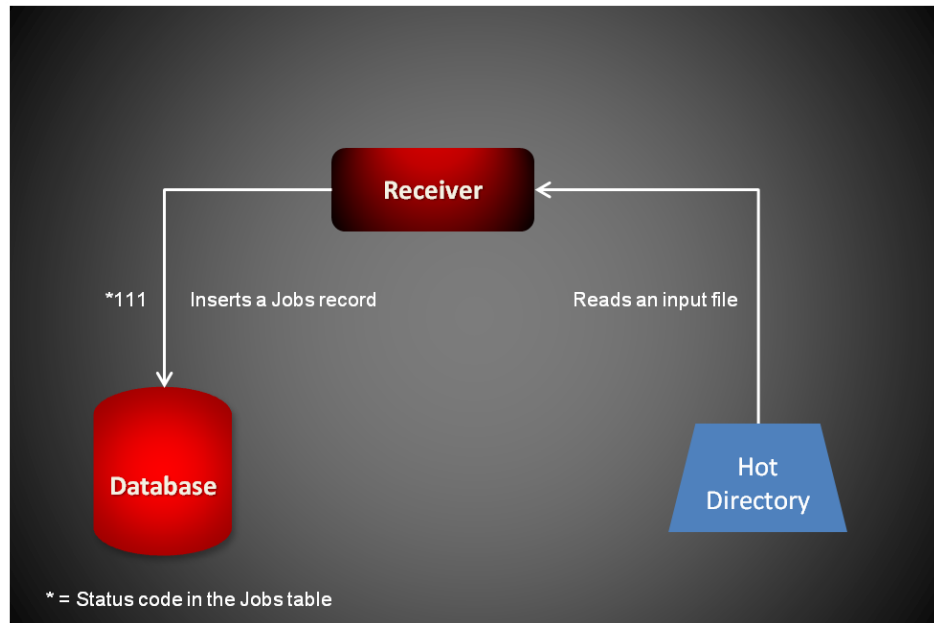 Receiver
*111
Inserts a Jobs record
Reads an input file
Database
Hot
Directory
* = Status code in the Jobs table